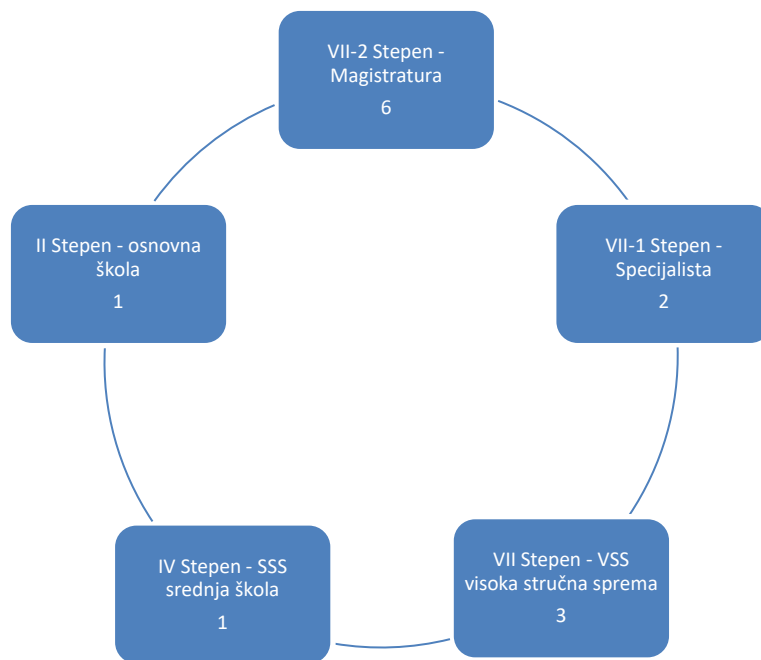 VII-2 Stepen -
Magistratura
6
VII-1 Stepen -
Specijalista
2
VII Stepen - VSS
visoka stručna sprema
3
IV Stepen - SSS
srednja škola
1
II Stepen - osnovna
škola
1